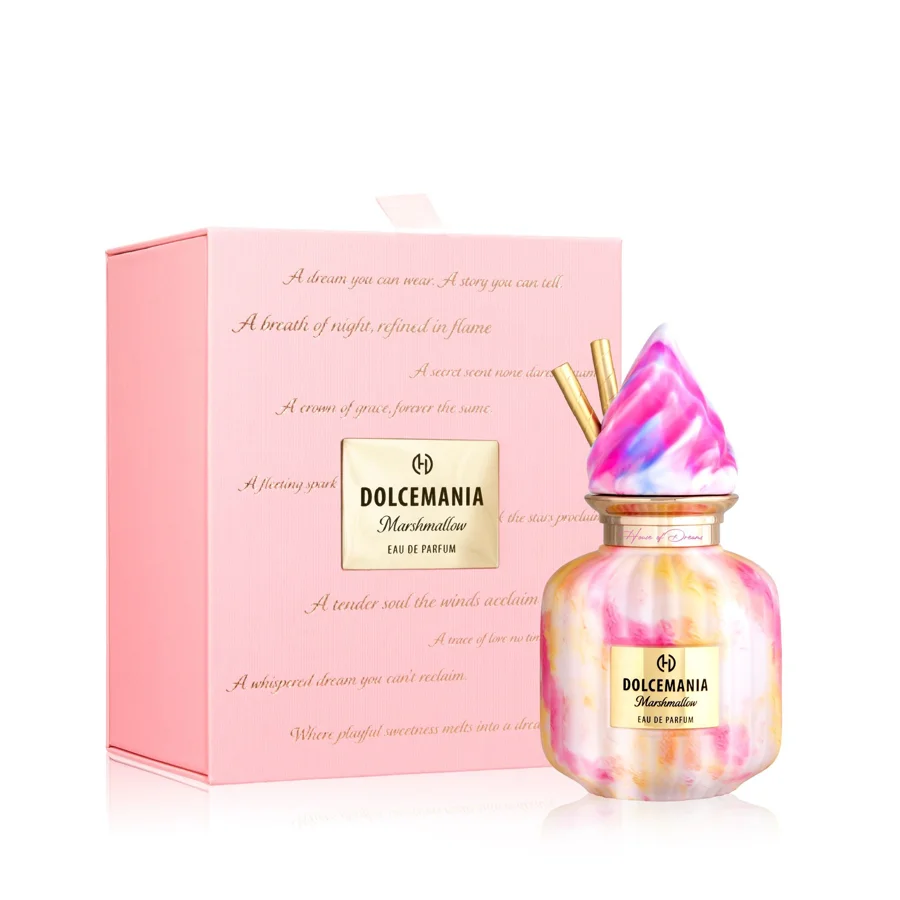 A dream you can wear. A story you can tell.
A breath of night, refined in flame
A secret scent none dares
A crown of grace, forever the same.
A fleeting spark
the stars proclaim
DOLCEMANIA
Marshmallow
EAU DE PARFUM
A tender soul the winds acclaim
A trace of love no
A whispered dream you can't reclaim.
Where playful sweetness melts into a
House of Dreams
DOLCEMANIA
Marshmallow
EAU DE PARFUM